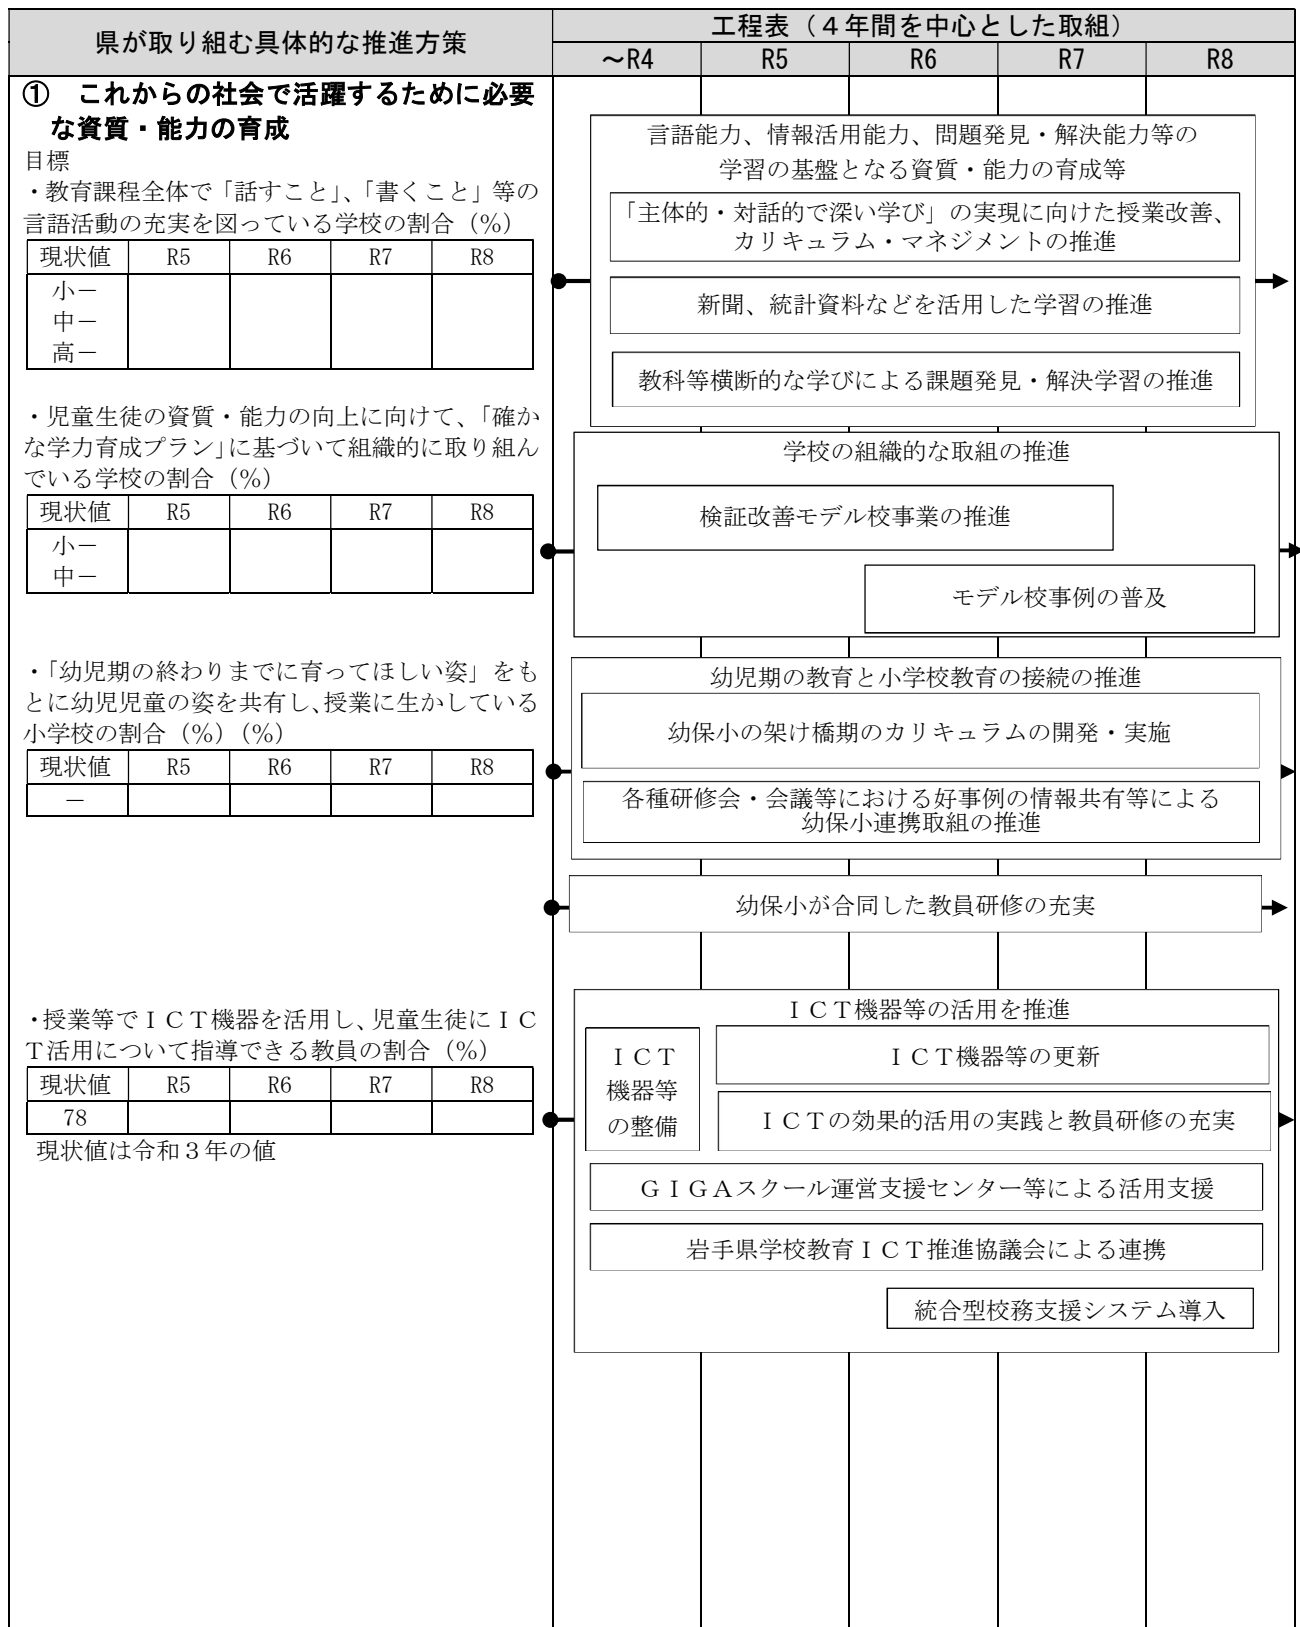 県が取り組む具体的な推進方策
工程表（４年間を中心とした取組）
～R4 R5 R6 R7 R8
① これからの社会で活躍するために必要
な資質・能力の育成
目標
・教育課程全体で「話すこと」、「書くこと」等の
言語活動の充実を図っている学校の割合（%）
現状値 R5 R6 R7 R8
小－
中－
高－
・児童生徒の資質・能力の向上に向けて、「確か
な学力育成プラン」に基づいて組織的に取り組ん
でいる学校の割合（%）
現状値 R5 R6 R7 R8
小－
中－
・「幼児期の終わりまでに育ってほしい姿」をも
とに幼児児童の姿を共有し、授業に生かしている
小学校の割合（%）（%）
現状値 R5 R6 R7 R8
－
・授業等でＩＣＴ機器を活用し、児童生徒にＩＣ
Ｔ活用について指導できる教員の割合（%）
現状値 R5 R6 R7 R8
78
現状値は令和３年の値
言語能力、情報活用能力、問題発見・解決能力等の
学習の基盤となる資質・能力の育成等
「主体的・対話的で深い学び」の実現に向けた授業改善、
カリキュラム・マネジメントの推進
新聞、統計資料などを活用した学習の推進
教科等横断的な学びによる課題発見・解決学習の推進
学校の組織的な取組の推進
検証改善モデル校事業の推進
モデル校事例の普及
幼児期の教育と小学校教育の接続の推進
幼保小の架け橋期のカリキュラムの開発・実施
各種研修会・会議等における好事例の情報共有等による
幼保小連携取組の推進
幼保小が合同した教員研修の充実
ＩＣＴ機器等の活用を推進
ＩＣＴ
機器等
の整備
ＩＣＴ機器等の更新
ＩＣＴの効果的活用の実践と教員研修の充実
ＧＩＧＡスクール運営支援センター等による活用支援
岩手県学校教育ＩＣＴ推進協議会による連携
統合型校務支援システム導入